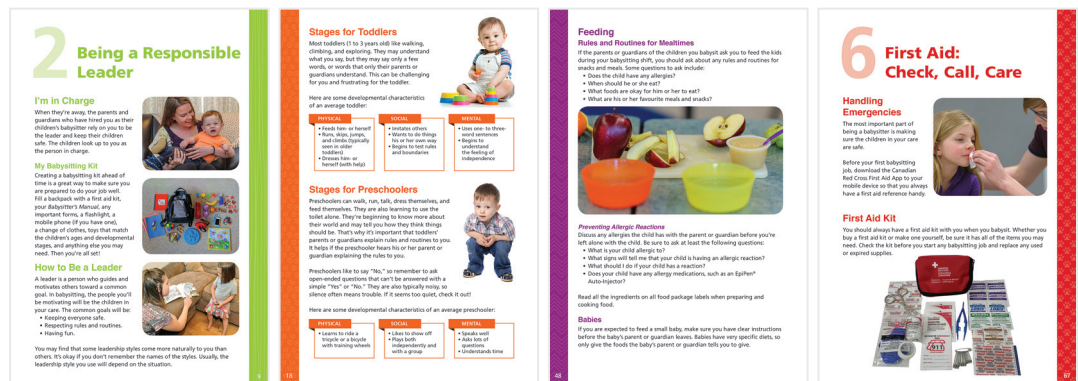 2
Being a Responsible
Leader
I'm in Charge
When they're away, the parents and
guardians who have hired you as their
children's babysitter rely on you to be
the leader and keep their children
safe. The children look up to you as
the person in charge.
My Babysitting Kit
Creating a babysitting kit ahead of
time is a great way to make sure you
are prepared to do your job well.
Fill a backpack with a first aid kit,
your Babysitter's Manual, any
important forms, a flashlight, a
mobile phone (if you have one),
a change of clothes, toys that match
the children's ages and developmental
stages, and anything else you may
need. Then you're all set!
How to Be a Leader
A leader is a person who guides and
motivates others toward a common
goal. In babysitting, the people you'll
be motivating will be the children in
your care. The common goals will be:
• Keeping everyone safe.
• Respecting rules and routines.
• Having fun.
You may find that some leadership styles come more naturally to you than
others. It's okay if you don't remember the names of the styles. Usually, the
leadership style you use will depend on the situation.
9
Stages for Toddlers
Most toddlers (1 to 3 years old) like walking,
climbing, and exploring. They may understand
what you say, but they may say only a few
words, or words that only their parents or
guardians understand. This can be challenging
for you and frustrating for the toddler.
Here are some developmental characteristics
of an average toddler:
PHYSICAL
• Feeds him- or herself
• Runs, skips, jumps,
and climbs (typically
seen in older
toddlers)
• Dresses him- or
herself (with help)
SOCIAL
• Imitates others
• Wants to do things
his or her own way
• Begins to test rules
and boundaries
MENTAL
• Uses one- to three-
word sentences
• Begins to
understand
the feeling of
independence
Stages for Preschoolers
Preschoolers can walk, run, talk, dress themselves, and
feed themselves. They are also learning to use the
toilet alone. They're beginning to know more about
their world and may tell you how they think things
should be. That's why it's important that toddlers'
parents or guardians explain rules and routines to you.
It helps if the preschooler hears his or her parent or
guardian explaining the rules to you.
Preschoolers like to say "No," so remember to ask
open-ended questions that can't be answered with a
simple "Yes" or "No." They are also typically noisy, so
silence often means trouble. If it seems too quiet, check it out!
Here are some developmental characteristics of an average preschooler:
PHYSICAL
• Learns to ride a
tricycle or a bicycle
with training wheels
SOCIAL
• Likes to show off
• Plays both
independently and
with a group
MENTAL
• Speaks well
• Asks lots of
questions
• Understands time
18
Feeding
Rules and Routines for Mealtimes
If the parents or guardians of the children you babysit ask you to feed the kids
during your babysitting shift, you should ask about any rules and routines for
snacks and meals. Some questions to ask include:
• Does the child have any allergies?
• When should he or she eat?
• What foods are okay for him or her to eat?
• What are his or her favourite meals and snacks?
Preventing Allergic Reactions
Discuss any allergies the child has with the parent or guardian before you're
left alone with the child. Be sure to ask at least the following questions:
• What is your child allergic to?
• What signs will tell me that your child is having an allergic reaction?
• What should I do if your child has a reaction?
• Does your child have any allergy medications, such as an EpiPen®
Auto-Injector?
Read all the ingredients on all food package labels when preparing and
cooking food.
Babies
If you are expected to feed a small baby, make sure you have clear instructions
before the baby's parent or guardian leaves. Babies have very specific diets, so
only give the foods the baby's parent or guardian tells you to give.
48
6
First Aid:
Check, Call, Care
Handling
Emergencies
The most important part of
being a babysitter is making
sure the children in your care
are safe.
Before your first babysitting
job, download the Canadian
Red Cross First Aid App to your
mobile device so that you always
have a first aid reference handy.
First Aid Kit
You should always have a first aid kit with you when you babysit. Whether you
buy a first aid kit or make one yourself, be sure it has all of the items you may
need. Check the kit before you start any babysitting job and replace any used
or expired supplies.
911
67